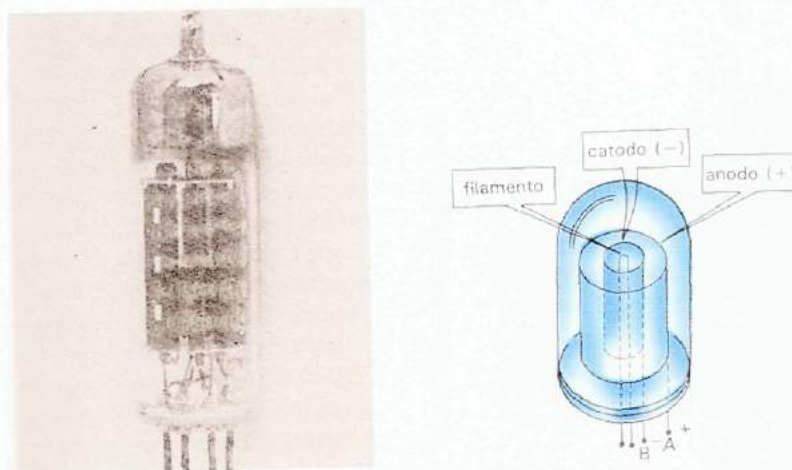 catodo (–)
filamento
anodo (+)
B – A +